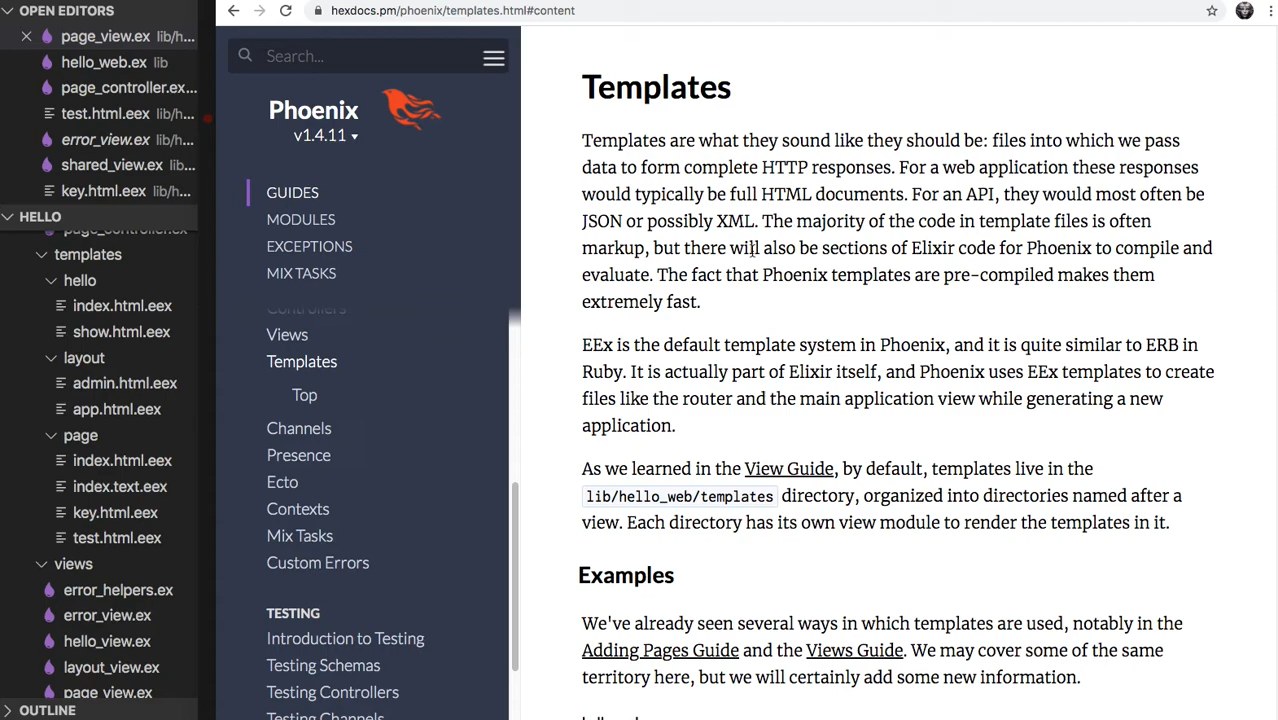 OPEN EDITORS
page_view.ex lib/h...
hello_web.ex lib
page_controller.ex...
test.html.eex lib/h...
error_view.ex lib/h...
shared_view.ex lib...
key.html.eex lib/h...
HELLO
page_controller.ex
templates
hello
index.html.eex
show.html.eex
layout
admin.html.eex
app.html.eex
page
index.html.eex
index.text.eex
key.html.eex
test.html.eex
views
error_helpers.ex
error_view.ex
hello_view.ex
layout_view.ex
page_view.ex
OUTLINE
hexdocs.pm/phoenix/templates.html#content
Search...
Phoenix
v1.4.11
GUIDES
MODULES
EXCEPTIONS
MIX TASKS
Controllers
Views
Templates
Top
Channels
Presence
Ecto
Contexts
Mix Tasks
Custom Errors
TESTING
Introduction to Testing
Testing Schemas
Testing Controllers
Testing Channels
Templates
Templates are what they sound like they should be: files into which we pass
data to form complete HTTP responses. For a web application these responses
would typically be full HTML documents. For an API, they would most often be
JSON or possibly XML. The majority of the code in template files is often
markup, but there will also be sections of Elixir code for Phoenix to compile and
evaluate. The fact that Phoenix templates are pre-compiled makes them
extremely fast.
EEx is the default template system in Phoenix, and it is quite similar to ERB in
Ruby. It is actually part of Elixir itself, and Phoenix uses EEx templates to create
files like the router and the main application view while generating a new
application.
As we learned in the View Guide, by default, templates live in the
lib/hello_web/templates directory, organized into directories named after a
view. Each directory has its own view module to render the templates in it.
Examples
We've already seen several ways in which templates are used, notably in the
Adding Pages Guide and the Views Guide. We may cover some of the same
territory here, but we will certainly add some new information.